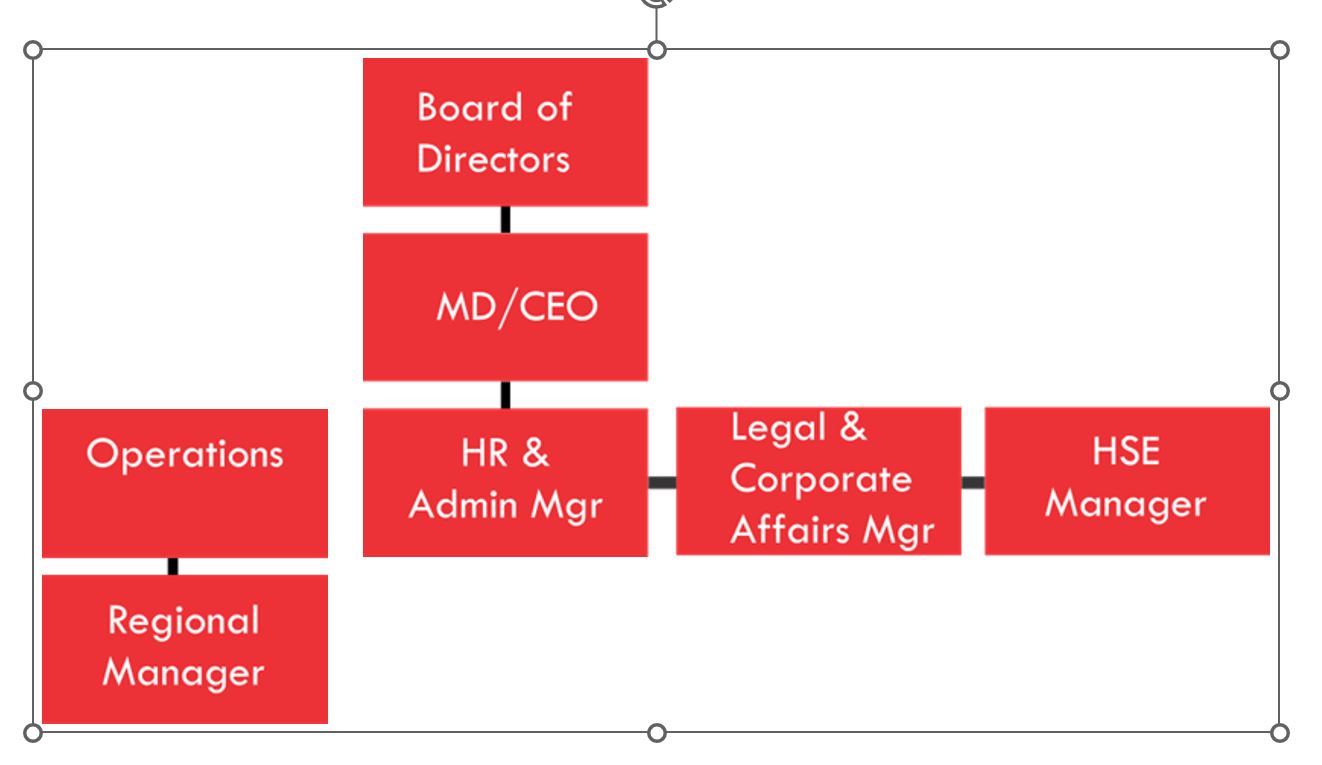 Board of
Directors
MD/CEO
Operations
HR &
Admin Mgr
Legal &
Corporate
Affairs Mgr
HSE
Manager
Regional
Manager